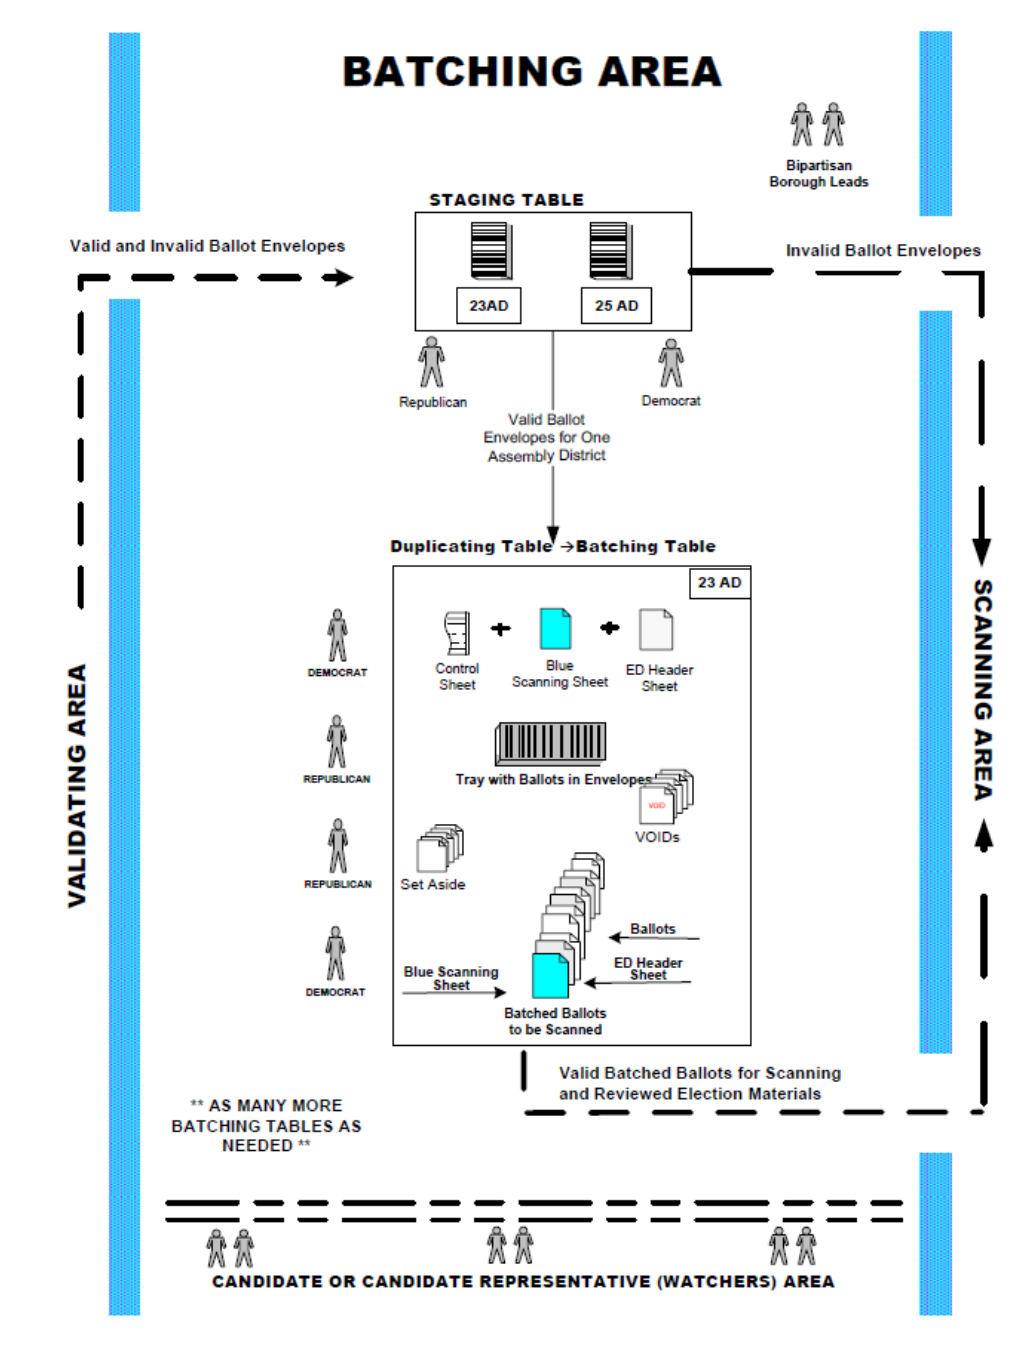 BATCHING AREA
Bipartisan
Borough Leads
STAGING TABLE
Valid and Invalid Ballot Envelopes
Invalid Ballot Envelopes
23AD
25 AD
Republican
Democrat
Valid Ballot
Envelopes for One
Assembly District
Duplicating Table →Batching Table
23 AD
DEMOCRAT
Control
Sheet
Blue
Scanning Sheet
ED Header
Sheet
REPUBLICAN
Tray with Ballots in Envelopes
VOID
VOIDs
REPUBLICAN
Set Aside
DEMOCRAT
Ballots
ED Header
Sheet
Blue Scanning
Sheet
Batched Ballots
to be Scanned
VALIDATING AREA
SCANNING AREA
Valid Batched Ballots for Scanning
and Reviewed Election Materials
** AS MANY MORE
BATCHING TABLES AS
NEEDED **
CANDIDATE OR CANDIDATE REPRESENTATIVE (WATCHERS) AREA